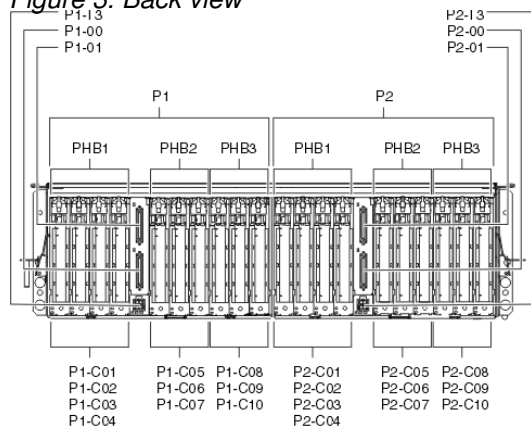 Figure 3. Back view
P1-T3
P1-00
P1-01
P2-T3
P2-00
P2-01
P1
P2
PHB1
PHB2
PHB3
PHB1
PHB2
PHB3
P1-C01
P1-C02
P1-C03
P1-C04
P1-C05
P1-C06
P1-C07
P1-C08
P1-C09
P1-C10
P2-C01
P2-C02
P2-C03
P2-C04
P2-C05
P2-C06
P2-C07
P2-C08
P2-C09
P2-C10